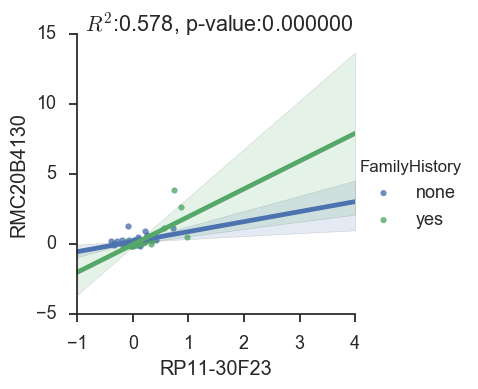 R²:0.578, p-value:0.000000
15
10
5
0
−5
RMC20B4130
−1
0
1
2
3
4
RP11-30F23
FamilyHistory
none
yes